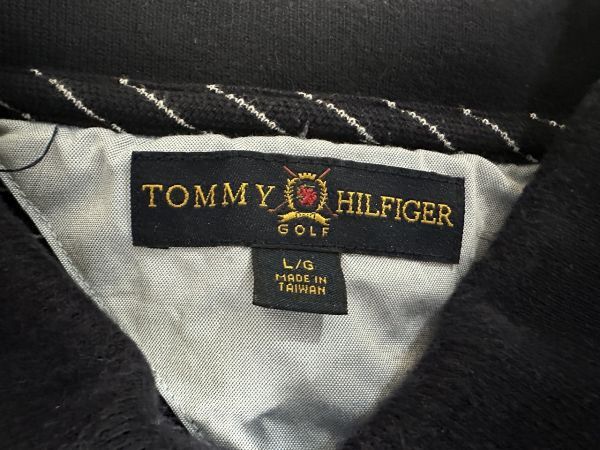 TOMMY HILFIGER
GOLF
L/G
MADE IN
TAIWAN